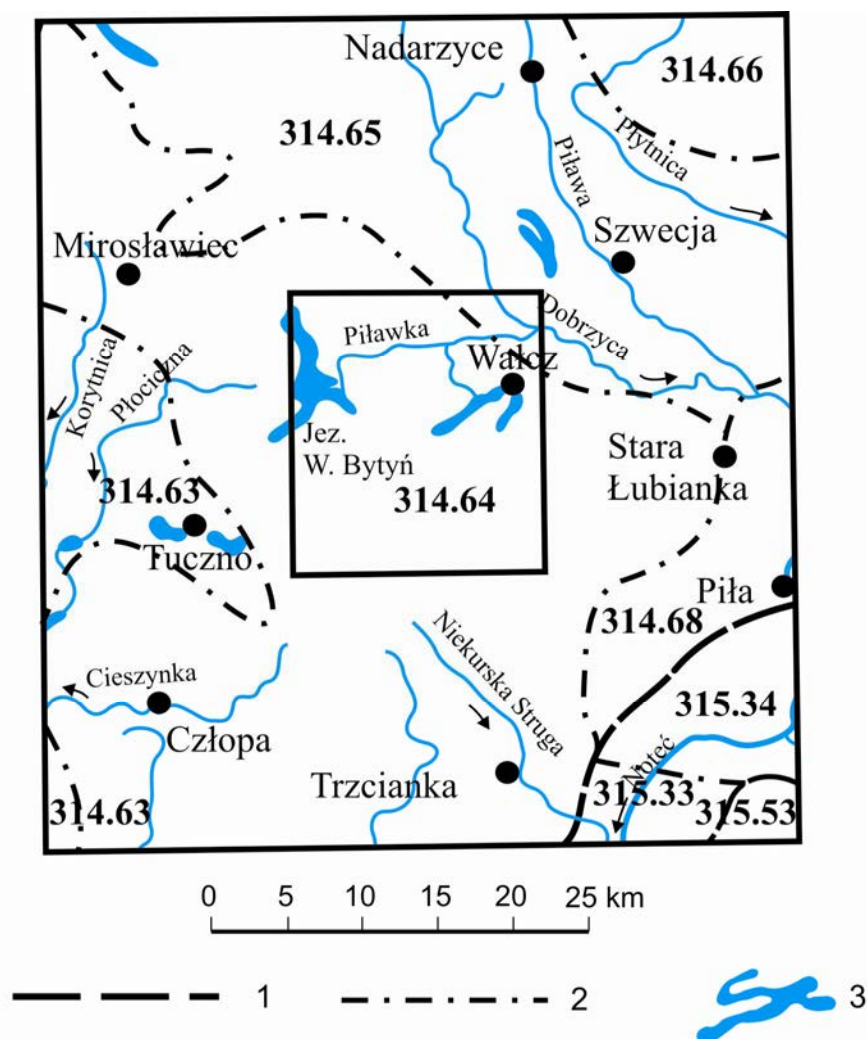 Nadarzyce
314.66
314.65
Płytnica
Piława
Mirosławiec
Szwecja
Piławka
Dobrzyca
Wałcz
Korytnica
Płociczna
Jez.
W. Bytyń
Stara
Łubianka
314.63
314.64
Tuczno
Piła
314.68
Niekurska Struga
Cieszynka
315.34
Człopa
Noteć
Trzcianka
315.33
314.63
315.53
0 5 10 15 20 25 km
1 2 3